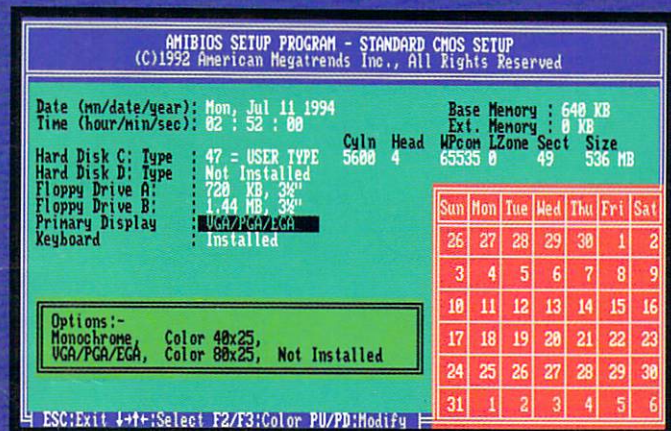 AMIBIOS SETUP PROGRAM - STANDARD CMOS SETUP
(C)1992 American Megatrends Inc., All Rights Reserved
Date (mn/date/year): Mon, Jul 11 1994
Base Memory : 640 KB
Time (hour/min/sec): 02 : 52 : 00
Ext. Memory : 0 KB
Cyln Head WPcom LZone Sect Size
Hard Disk C: Type : 47 = USER TYPE 5600 4 65535 0 49 536 MB
Hard Disk D: Type : Not Installed
Floppy Drive A: : 720 KB, 3½"
Floppy Drive B: : 1.44 MB, 3½"
Primary Display : VGA/PGA/EGA
Keyboard : Installed
Sun Mon Tue Wed Thu Fri Sat
26 27 28 29 30 1 2
3 4 5 6 7 8 9
10 11 12 13 14 15 16
17 18 19 20 21 22 23
24 25 26 27 28 29 30
31 1 2 3 4 5 6
Options:-
Monochrome, Color 40x25,
VGA/PGA/EGA, Color 80x25, Not Installed
ESC:Exit ↓→↑←:Select F2/F3:Color PU/PD:Modify